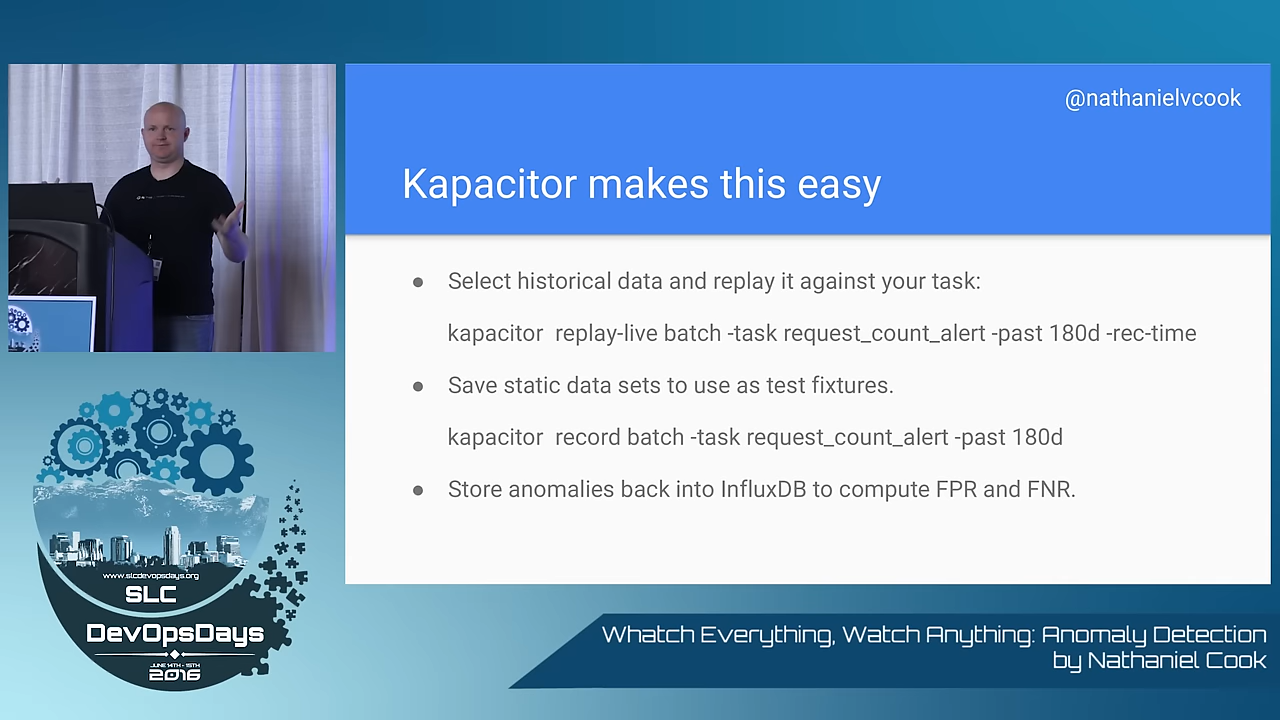 @nathanielvcook
Kapacitor makes this easy
● Select historical data and replay it against your task:
kapacitor replay-live batch -task request_count_alert -past 180d -rec-time
● Save static data sets to use as test fixtures.
kapacitor record batch -task request_count_alert -past 180d
● Store anomalies back into InfluxDB to compute FPR and FNR.
www.slcdevopsdays.org
SLC
DevOpsDays
JUNE 14TH - 15TH
2016
Whatch Everything, Watch Anything: Anomaly Detection
by Nathaniel Cook